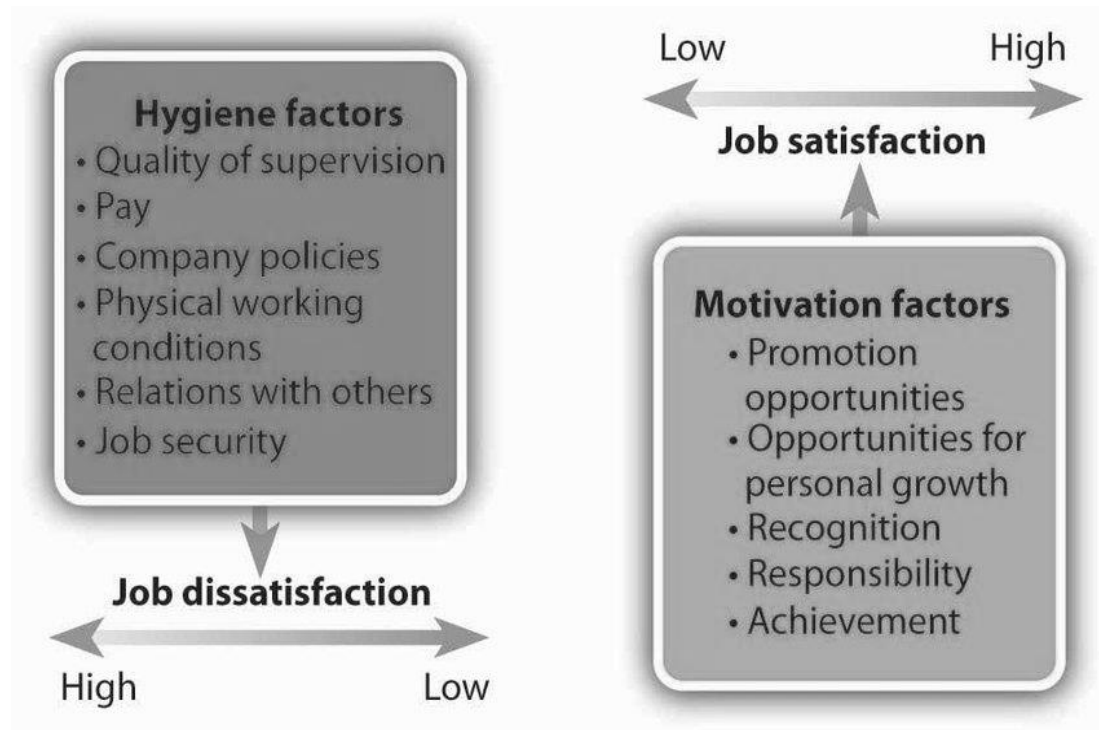 Hygiene factors
• Quality of supervision
• Pay
• Company policies
• Physical working
conditions
• Relations with others
• Job security
Job dissatisfaction
High Low
Low High
Job satisfaction
Motivation factors
• Promotion
opportunities
• Opportunities for
personal growth
• Recognition
• Responsibility
• Achievement